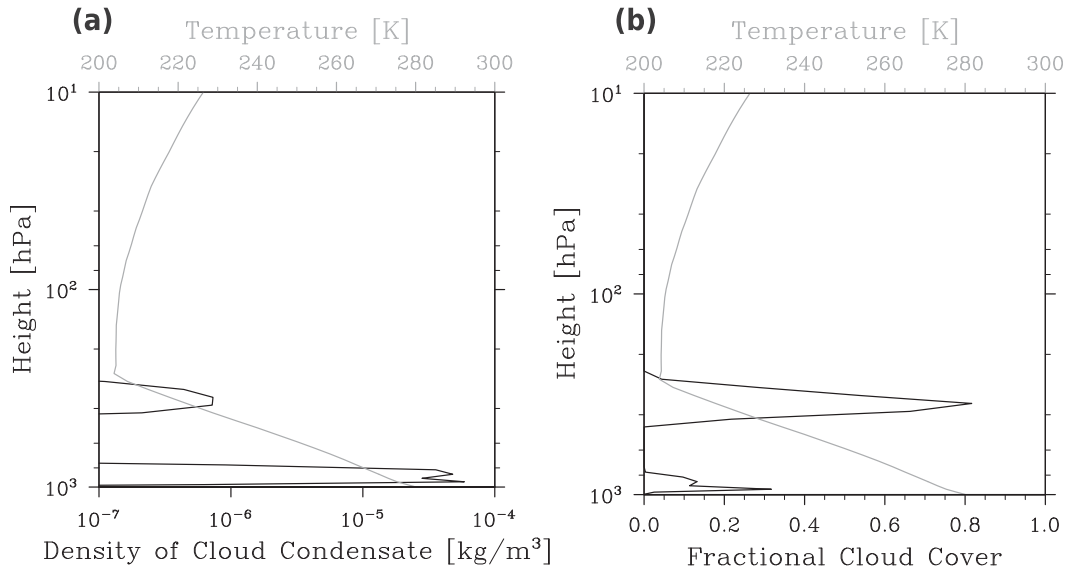 (a)
Temperature [K]
200 220 240 260 280 300
10¹
10²
10³
Height [hPa]
10⁻⁷ 10⁻⁶ 10⁻⁵ 10⁻⁴
Density of Cloud Condensate [kg/m³]
(b)
Temperature [K]
200 220 240 260 280 300
10¹
10²
10³
Height [hPa]
0.0 0.2 0.4 0.6 0.8 1.0
Fractional Cloud Cover